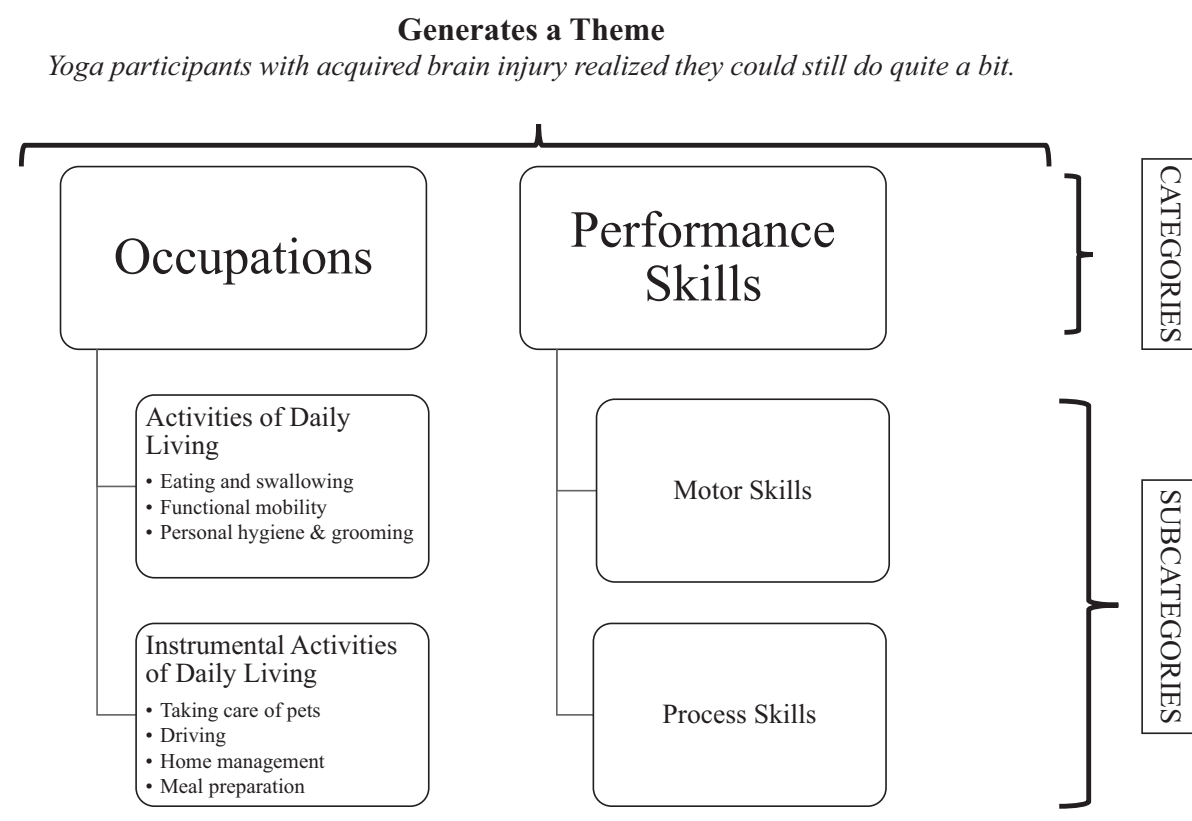 Generates a Theme
Yoga participants with acquired brain injury realized they could still do quite a bit.
Occupations
Performance
Skills
CATEGORIES
Activities of Daily
Living
• Eating and swallowing
• Functional mobility
• Personal hygiene & grooming
Motor Skills
SUBCATEGORIES
Instrumental Activities
of Daily Living
• Taking care of pets
• Driving
• Home management
• Meal preparation
Process Skills